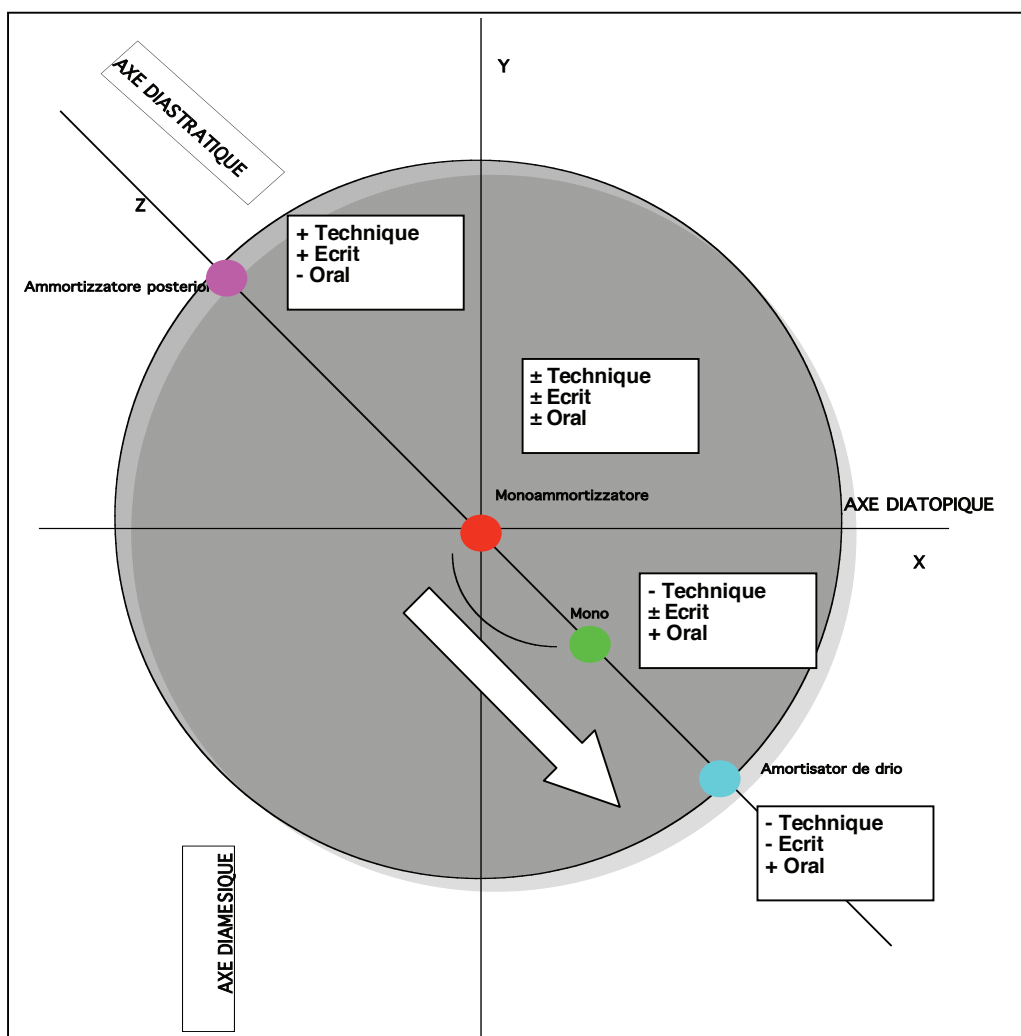 Y
AXE DIASTRATIQUE
Z
+ Technique
+ Ecrit
- Oral
Ammortizzatore posterior
± Technique
± Ecrit
± Oral
Monoammortizzatore
AXE DIATOPIQUE
X
- Technique
± Ecrit
+ Oral
Mono
Amortisator de drio
- Technique
- Ecrit
+ Oral
AXE DIAMESIQUE